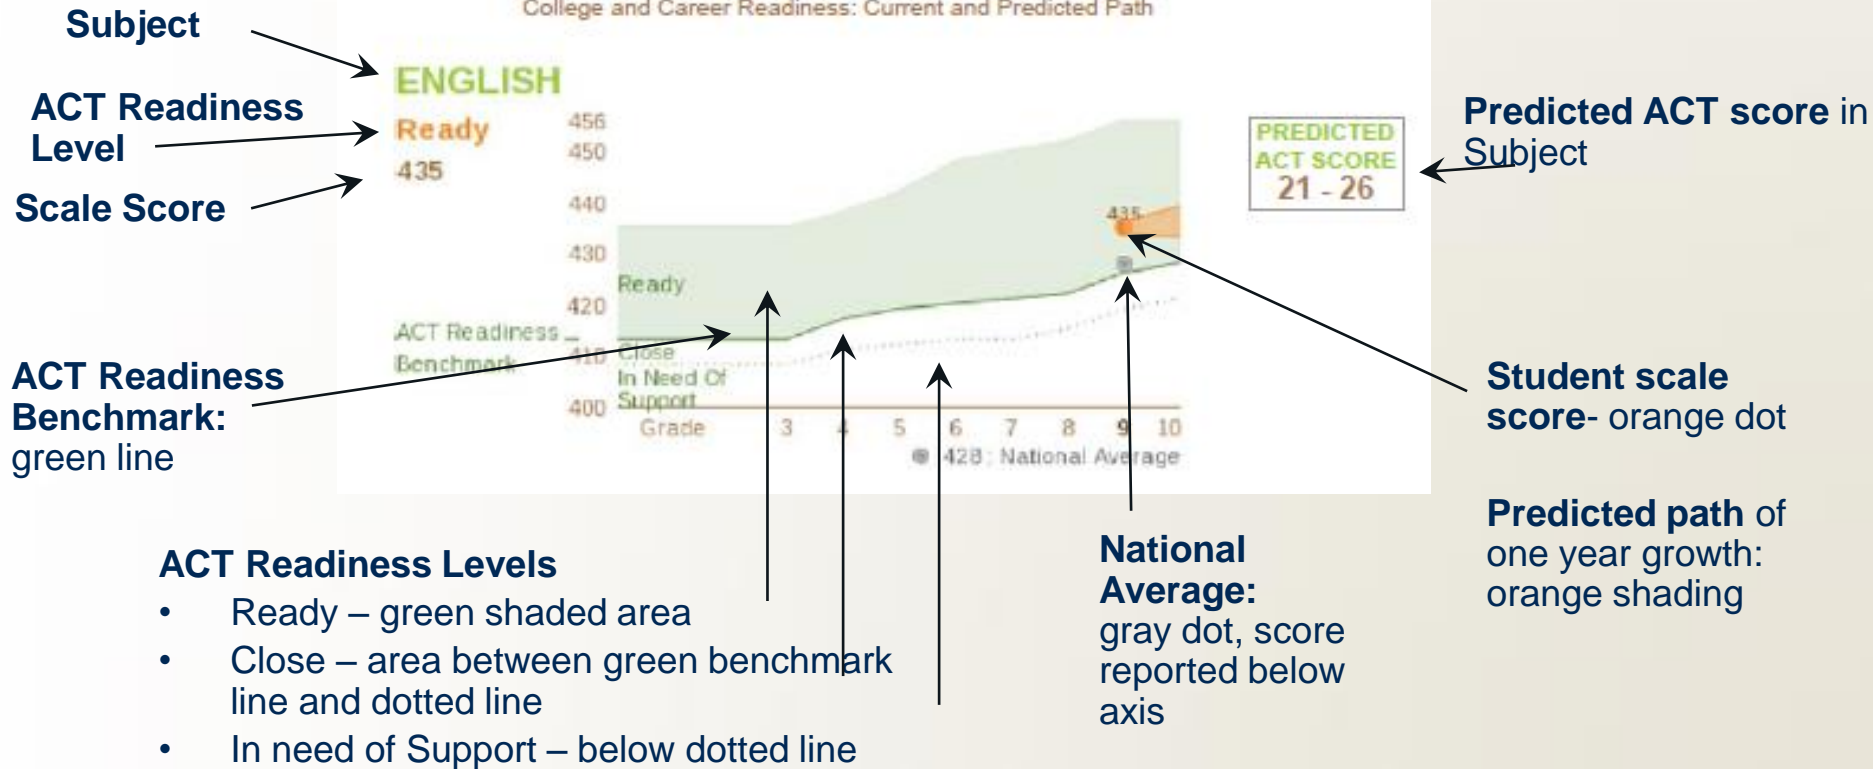 College and Career Readiness: Current and Predicted Path
Subject
ENGLISH
ACT Readiness
Level
Ready
Scale Score
435
456
450
440
430
420
410
400
435
Ready
ACT Readiness
Benchmark
Close
In Need Of
Support
Grade 3 4 5 6 7 8 9 10
428 : National Average
PREDICTED
ACT SCORE
21 - 26
Predicted ACT score in
Subject
ACT Readiness
Benchmark:
green line
Student scale
score- orange dot
Predicted path of
one year growth:
orange shading
National
Average:
gray dot, score
reported below
axis
ACT Readiness Levels
• Ready – green shaded area
• Close – area between green benchmark
line and dotted line
• In need of Support – below dotted line